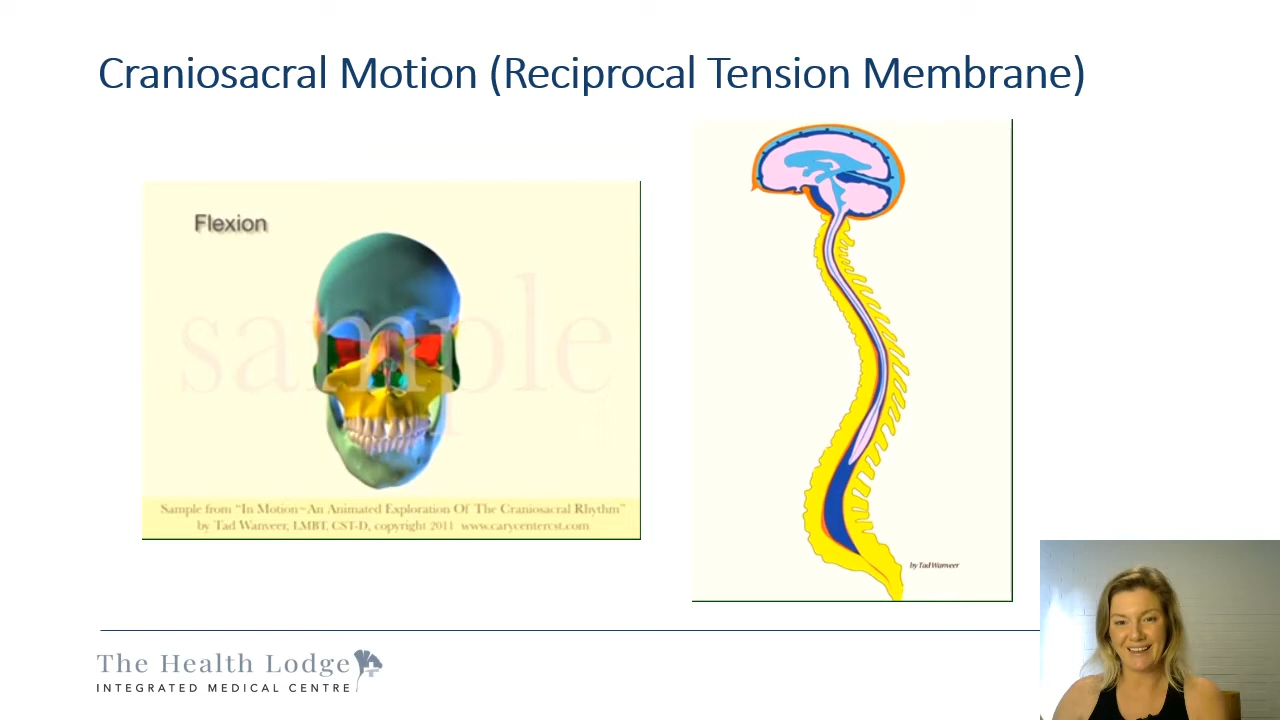 Craniosacral Motion (Reciprocal Tension Membrane)
Flexion
sample
Sample from "In Motion~An Animated Exploration Of The Craniosacral Rhythm"
by Tad Wanveer, LMBT, CST-D, copyright 2011 www.carycentercst.com
by Tad Wanveer
The Health Lodge
INTEGRATED MEDICAL CENTRE